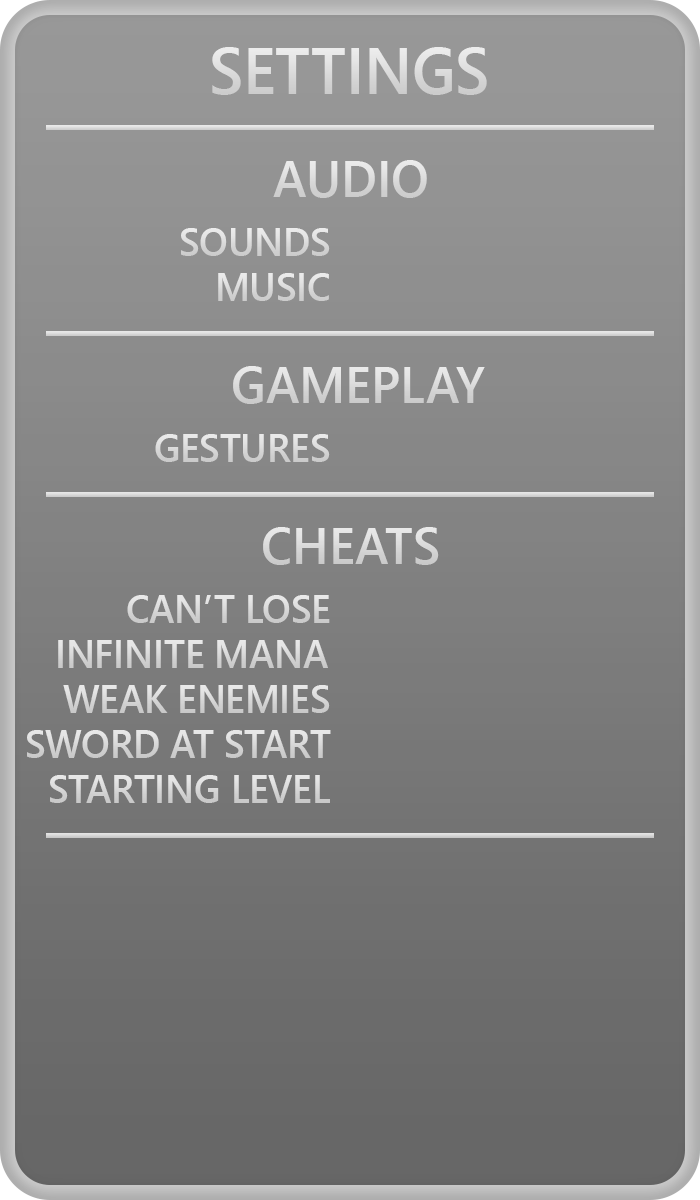 SETTINGS
AUDIO
SOUNDS
MUSIC
GAMEPLAY
GESTURES
CHEATS
CAN’T LOSE
INFINITE MANA
WEAK ENEMIES
SWORD AT START
STARTING LEVEL